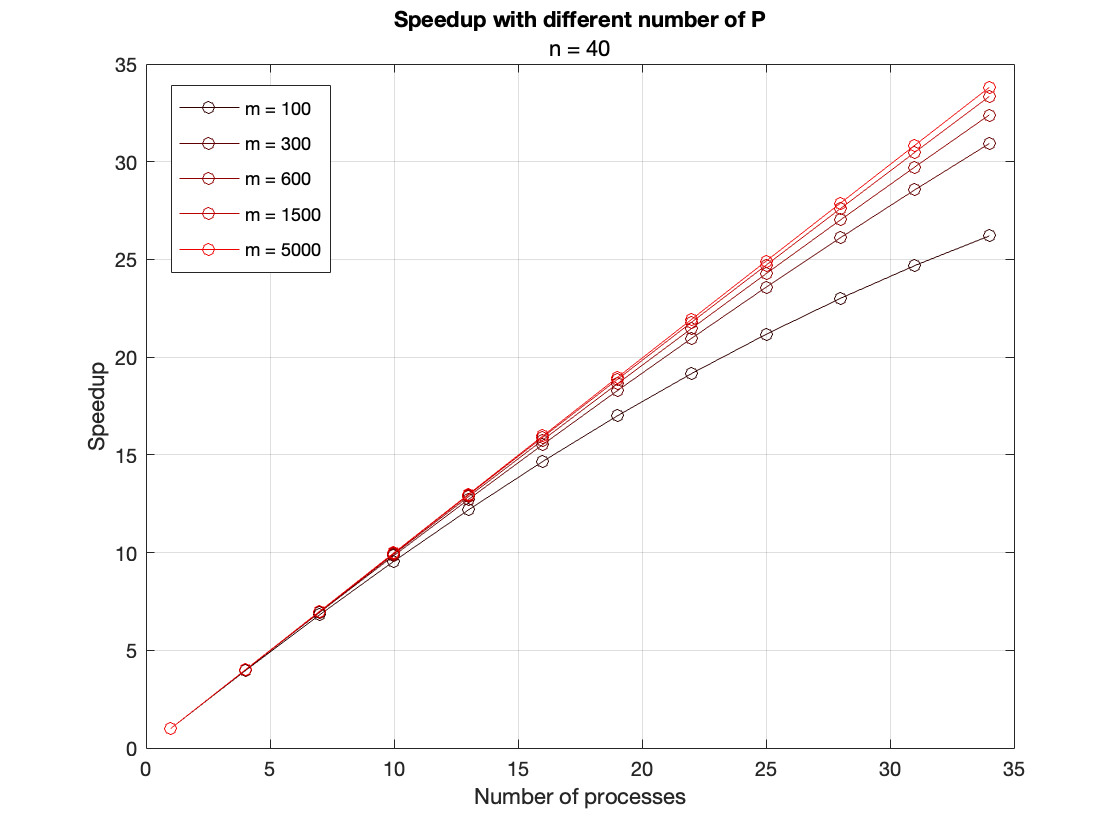 Speedup with different number of P
n = 40
35
30
25
20
15
10
5
0
Speedup
m = 100
m = 300
m = 600
m = 1500
m = 5000
0 5 10 15 20 25 30 35
Number of processes